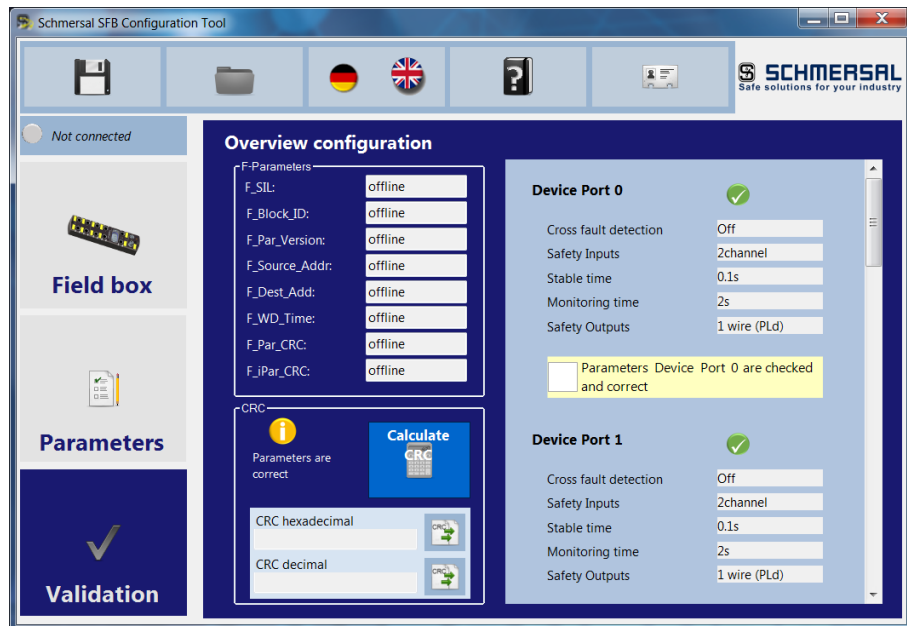 Schmersal SFB Configuration Tool
SCHMERSAL
Safe solutions for your industry
Not connected
Field box
Parameters
Validation
Overview configuration
F-Parameters
F_SIL: offline
F_Block_ID: offline
F_Par_Version: offline
F_Source_Addr: offline
F_Dest_Add: offline
F_WD_Time: offline
F_Par_CRC: offline
F_iPar_CRC: offline
CRC
Parameters are
correct
Calculate
CRC
CRC hexadecimal
CRC
CRC decimal
CRC
Device Port 0
Cross fault detection Off
Safety Inputs 2channel
Stable time 0.1s
Monitoring time 2s
Safety Outputs 1 wire (PLd)
Parameters Device Port 0 are checked
and correct
Device Port 1
Cross fault detection Off
Safety Inputs 2channel
Stable time 0.1s
Monitoring time 2s
Safety Outputs 1 wire (PLd)